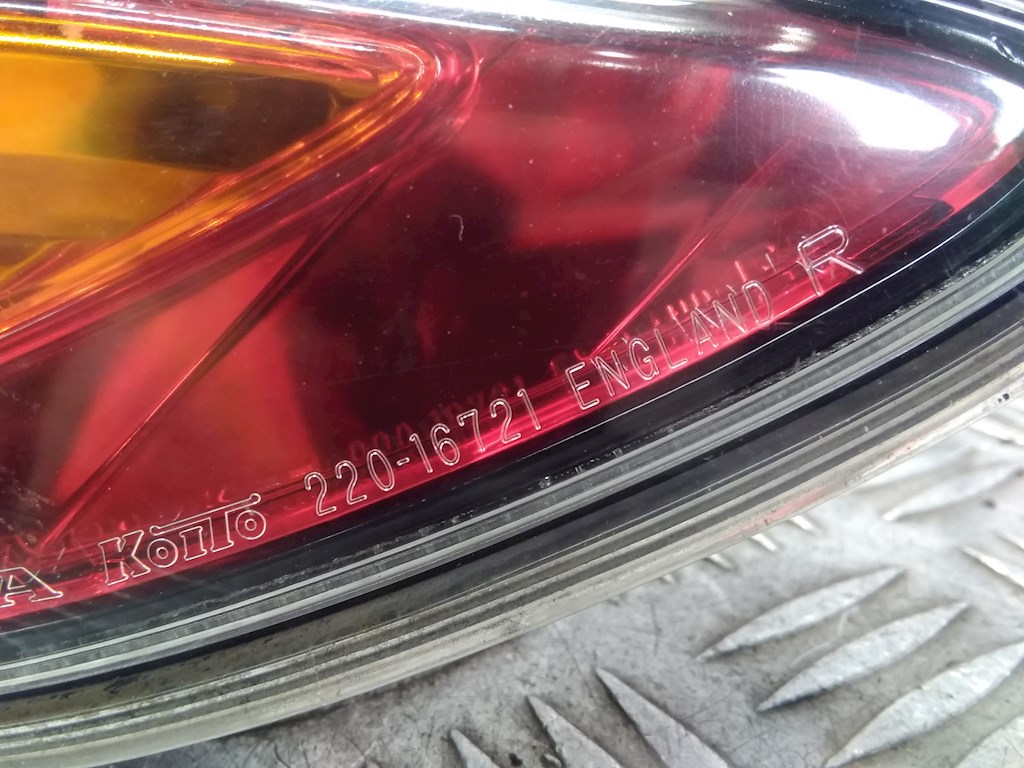 A KOITO 220-16721 ENGLAND R